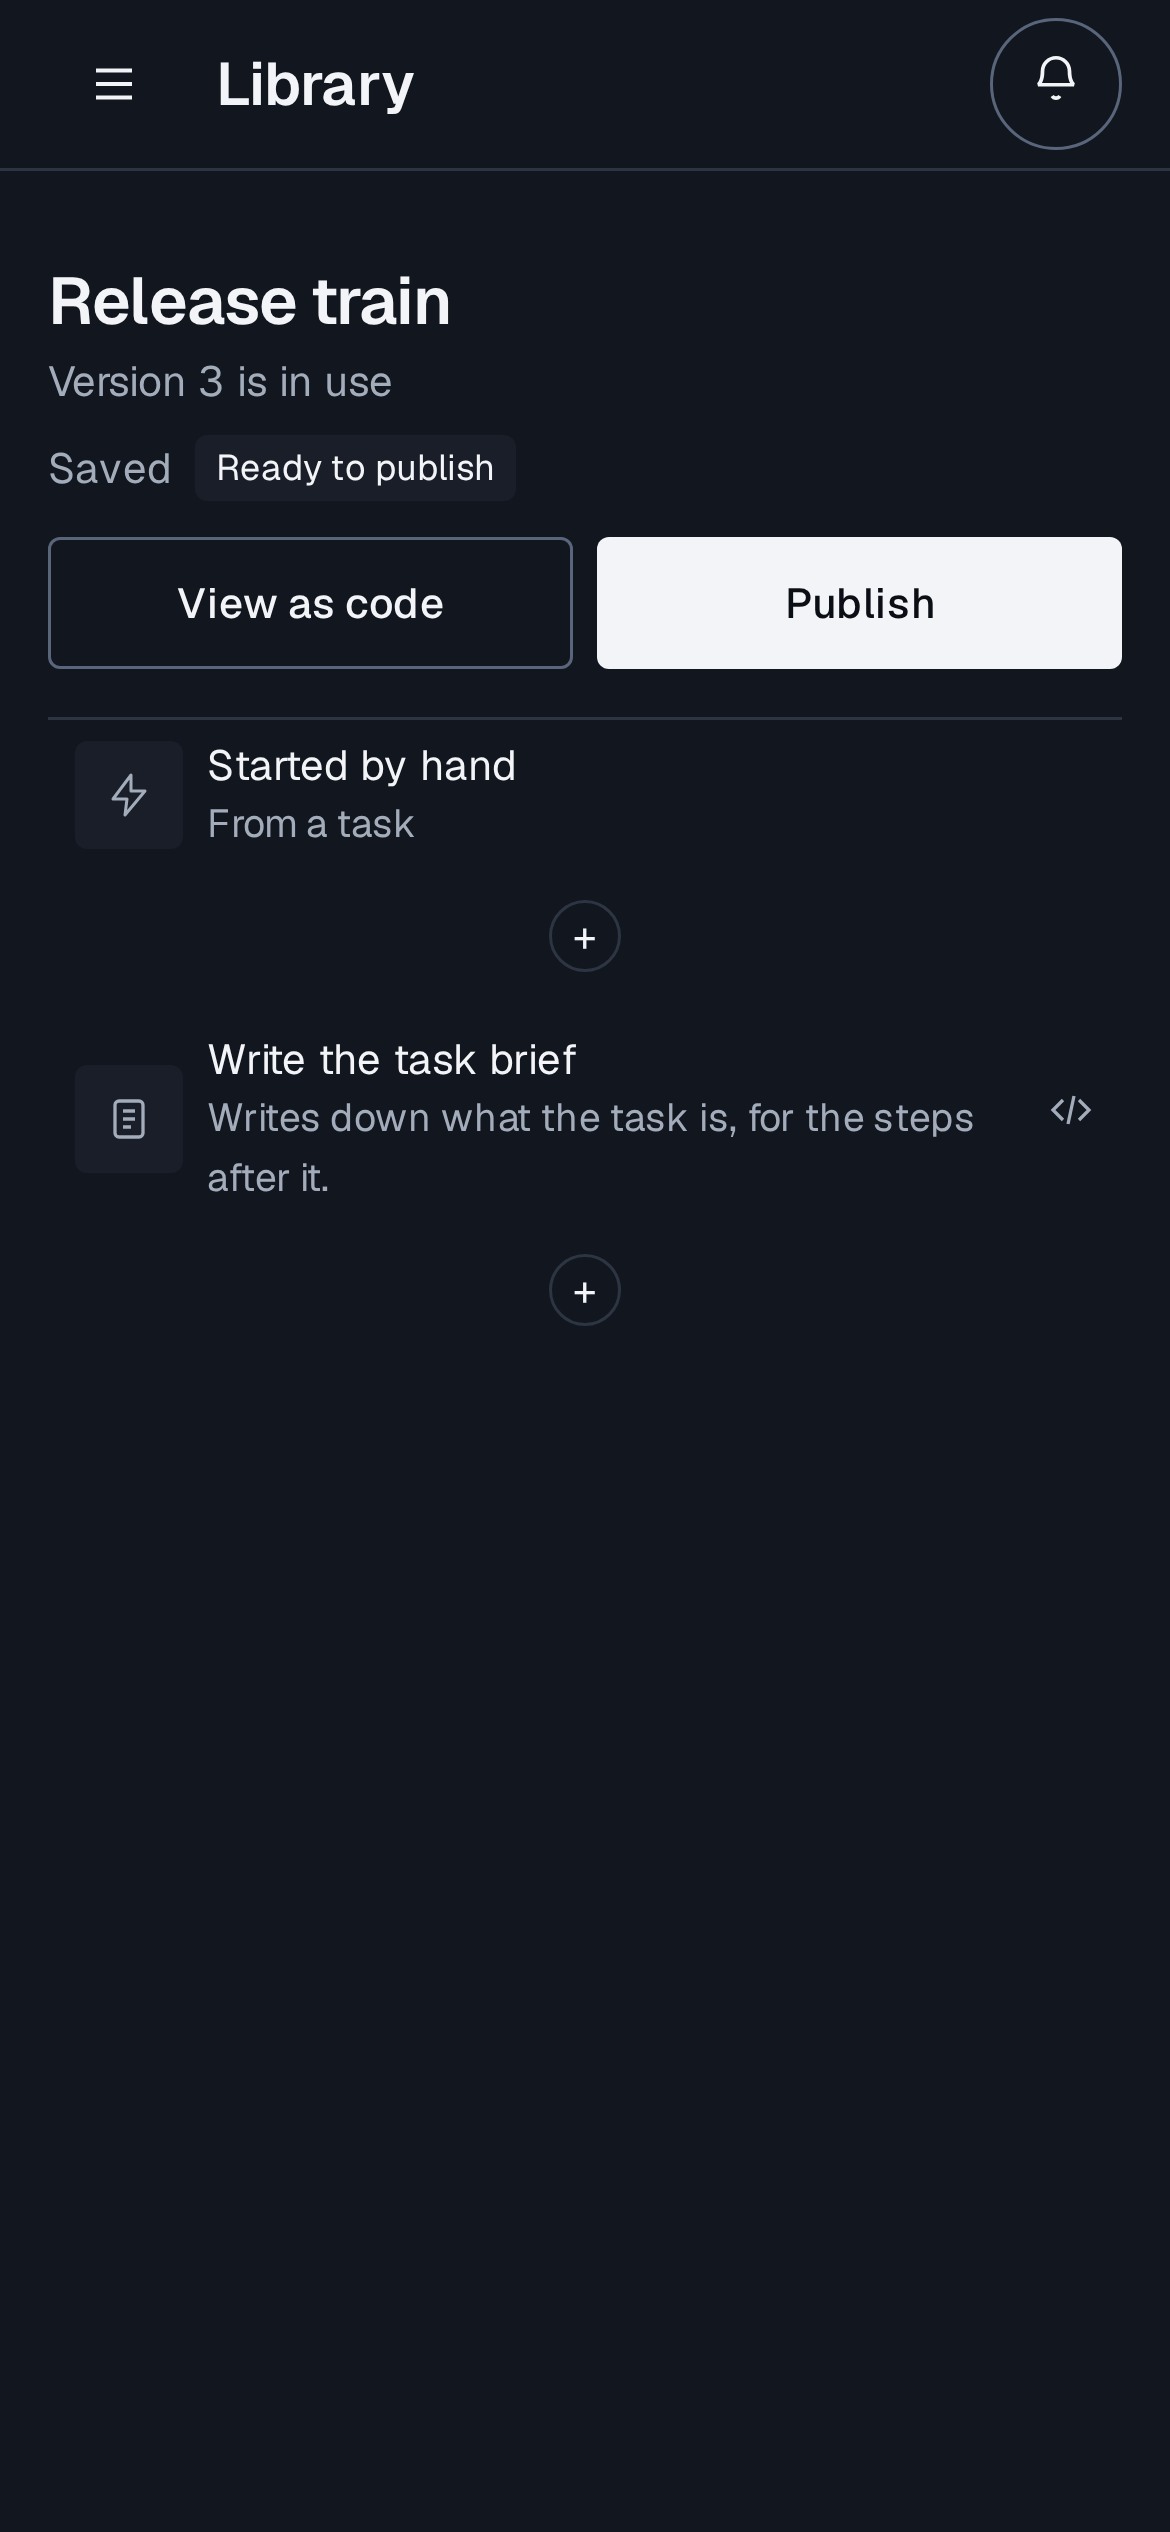 Library
Release train
Version 3 is in use
Saved
Ready to publish
View as code
Publish
Started by hand
From a task
+
Write the task brief
Writes down what the task is, for the steps
after it.
+